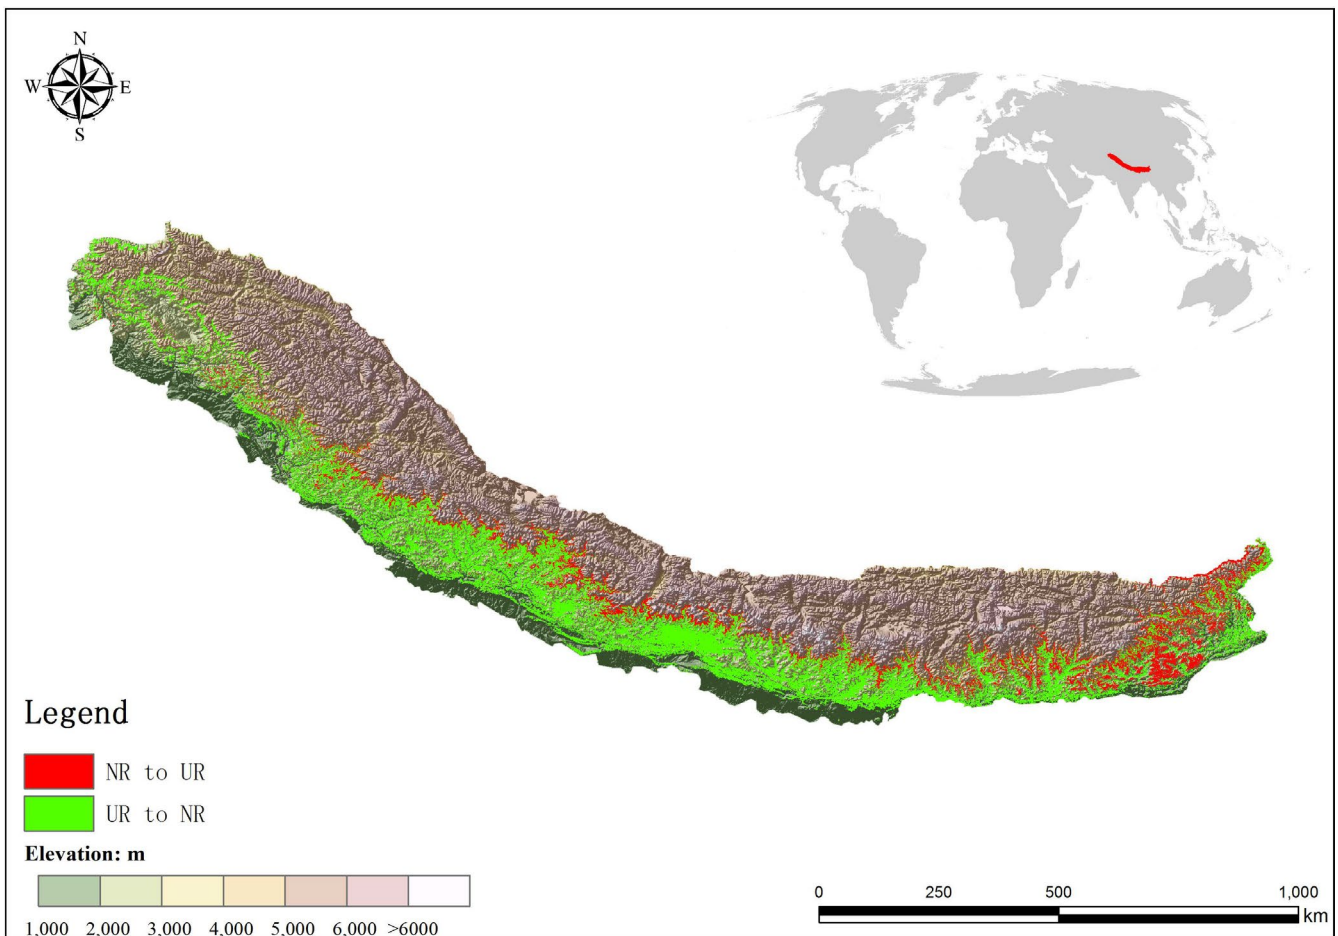 N
W E
S
Legend
NR to UR
UR to NR
Elevation: m
1,000 2,000 3,000 4,000 5,000 6,000 >6000
0 250 500 1,000
km